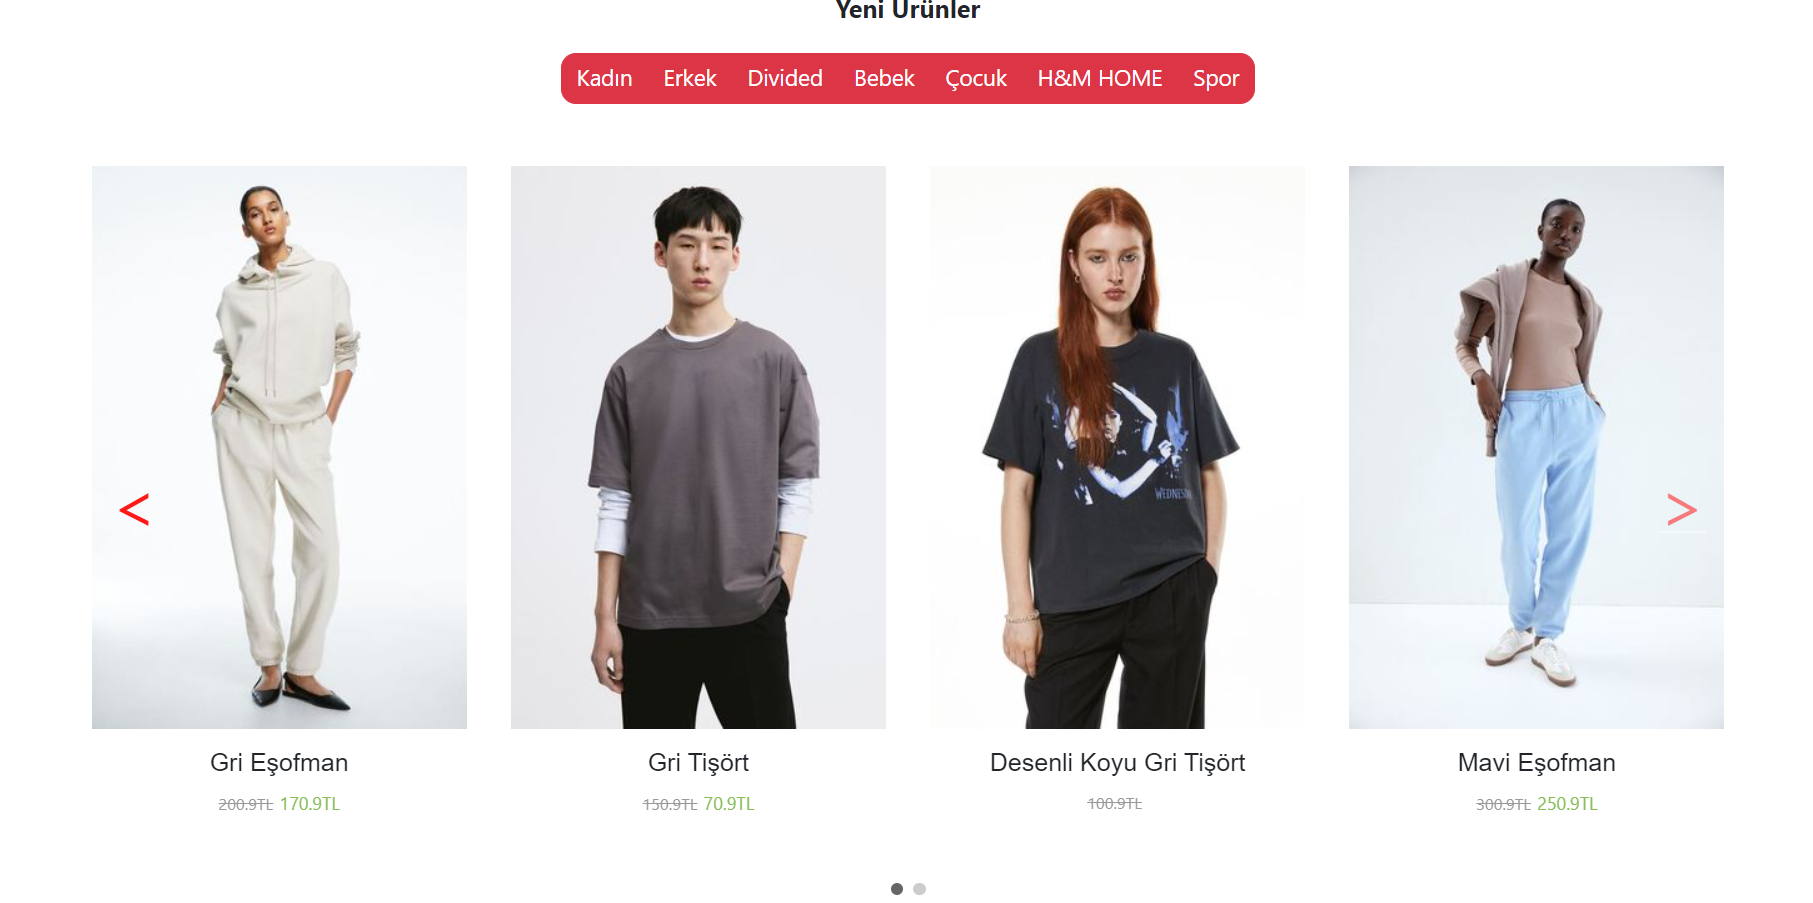 Yeni Ürünler
Kadın Erkek Divided Bebek Çocuk H&M HOME Spor
< >
Gri Eşofman
200.9TL 170.9TL
Gri Tişört
150.9TL 70.9TL
Desenli Koyu Gri Tişört
100.9TL
Mavi Eşofman
300.9TL 250.9TL